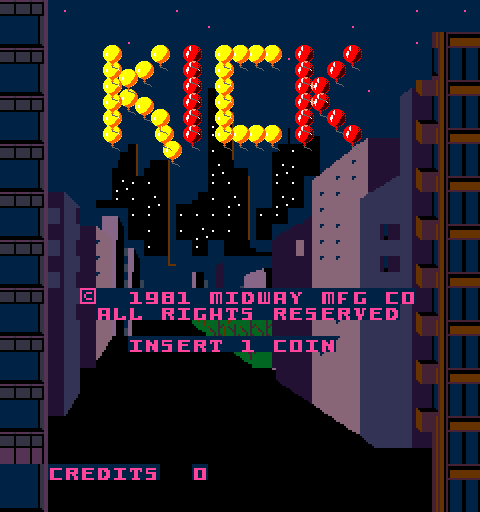 KICK
© 1981 MIDWAY MFG CO
ALL RIGHTS RESERVED
INSERT 1 COIN
CREDITS 0